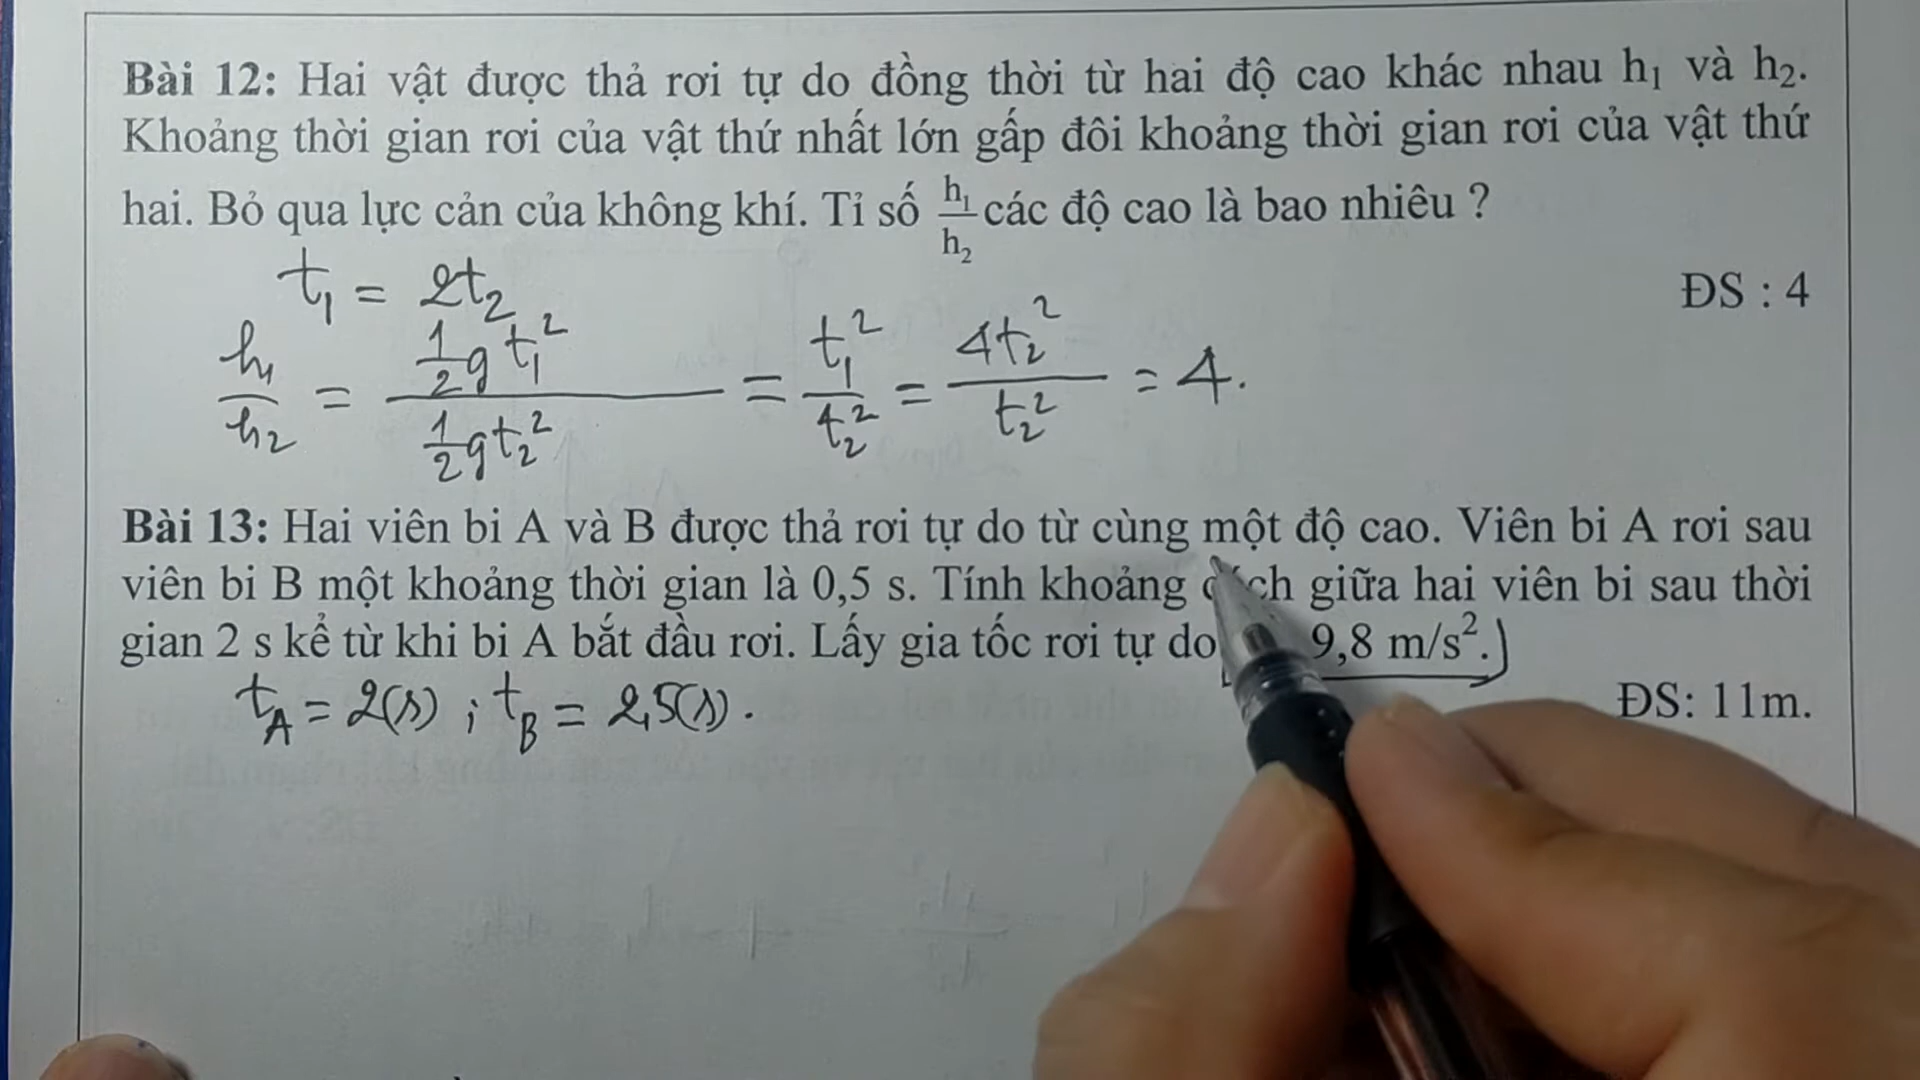 Bài 12: Hai vật được thả rơi tự do đồng thời từ hai độ cao khác nhau h₁ và h₂.
Khoảng thời gian rơi của vật thứ nhất lớn gấp đôi khoảng thời gian rơi của vật thứ
hai. Bỏ qua lực cản của không khí. Tỉ số h₁/h₂ các độ cao là bao nhiêu ?
ĐS : 4
t₁ = 2t₂
h₁/h₂ = (1/2 g t₁²)/(1/2 g t₂²) = t₁²/t₂² = 4t₂²/t₂² = 4.
Bài 13: Hai viên bi A và B được thả rơi tự do từ cùng một độ cao. Viên bi A rơi sau
viên bi B một khoảng thời gian là 0,5 s. Tính khoảng giữa hai viên bi sau thời
gian 2 s kể từ khi bi A bắt đầu rơi. Lấy gia tốc rơi tự do 9,8 m/s².
ĐS: 11m.
t_A = 2(s) ; t_B = 2,5(s).